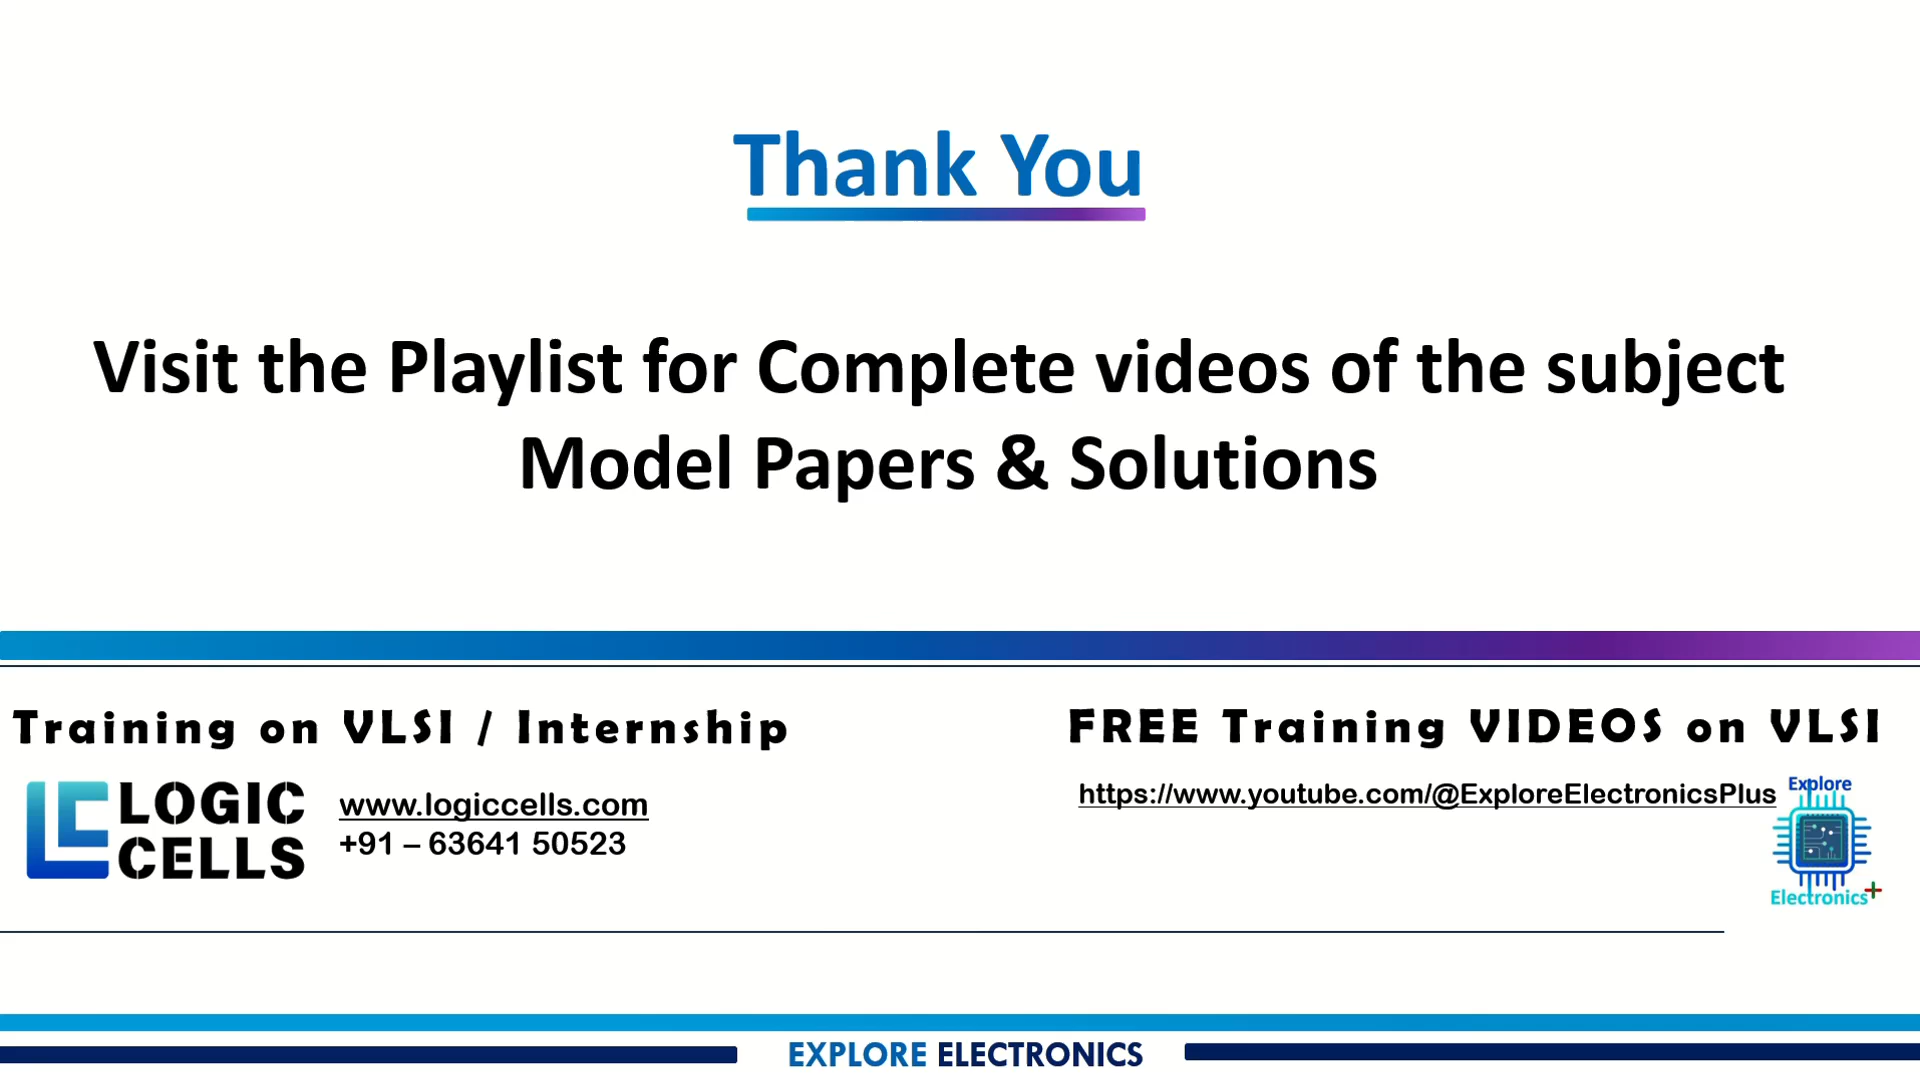 Thank You
Visit the Playlist for Complete videos of the subject
Model Papers & Solutions
Training on VLSI / Internship
LOGIC
CELLS
www.logiccells.com
+91 – 63641 50523
FREE Training VIDEOS on VLSI
https://www.youtube.com/@ExploreElectronicsPlus
Explore
Electronics+
EXPLORE ELECTRONICS